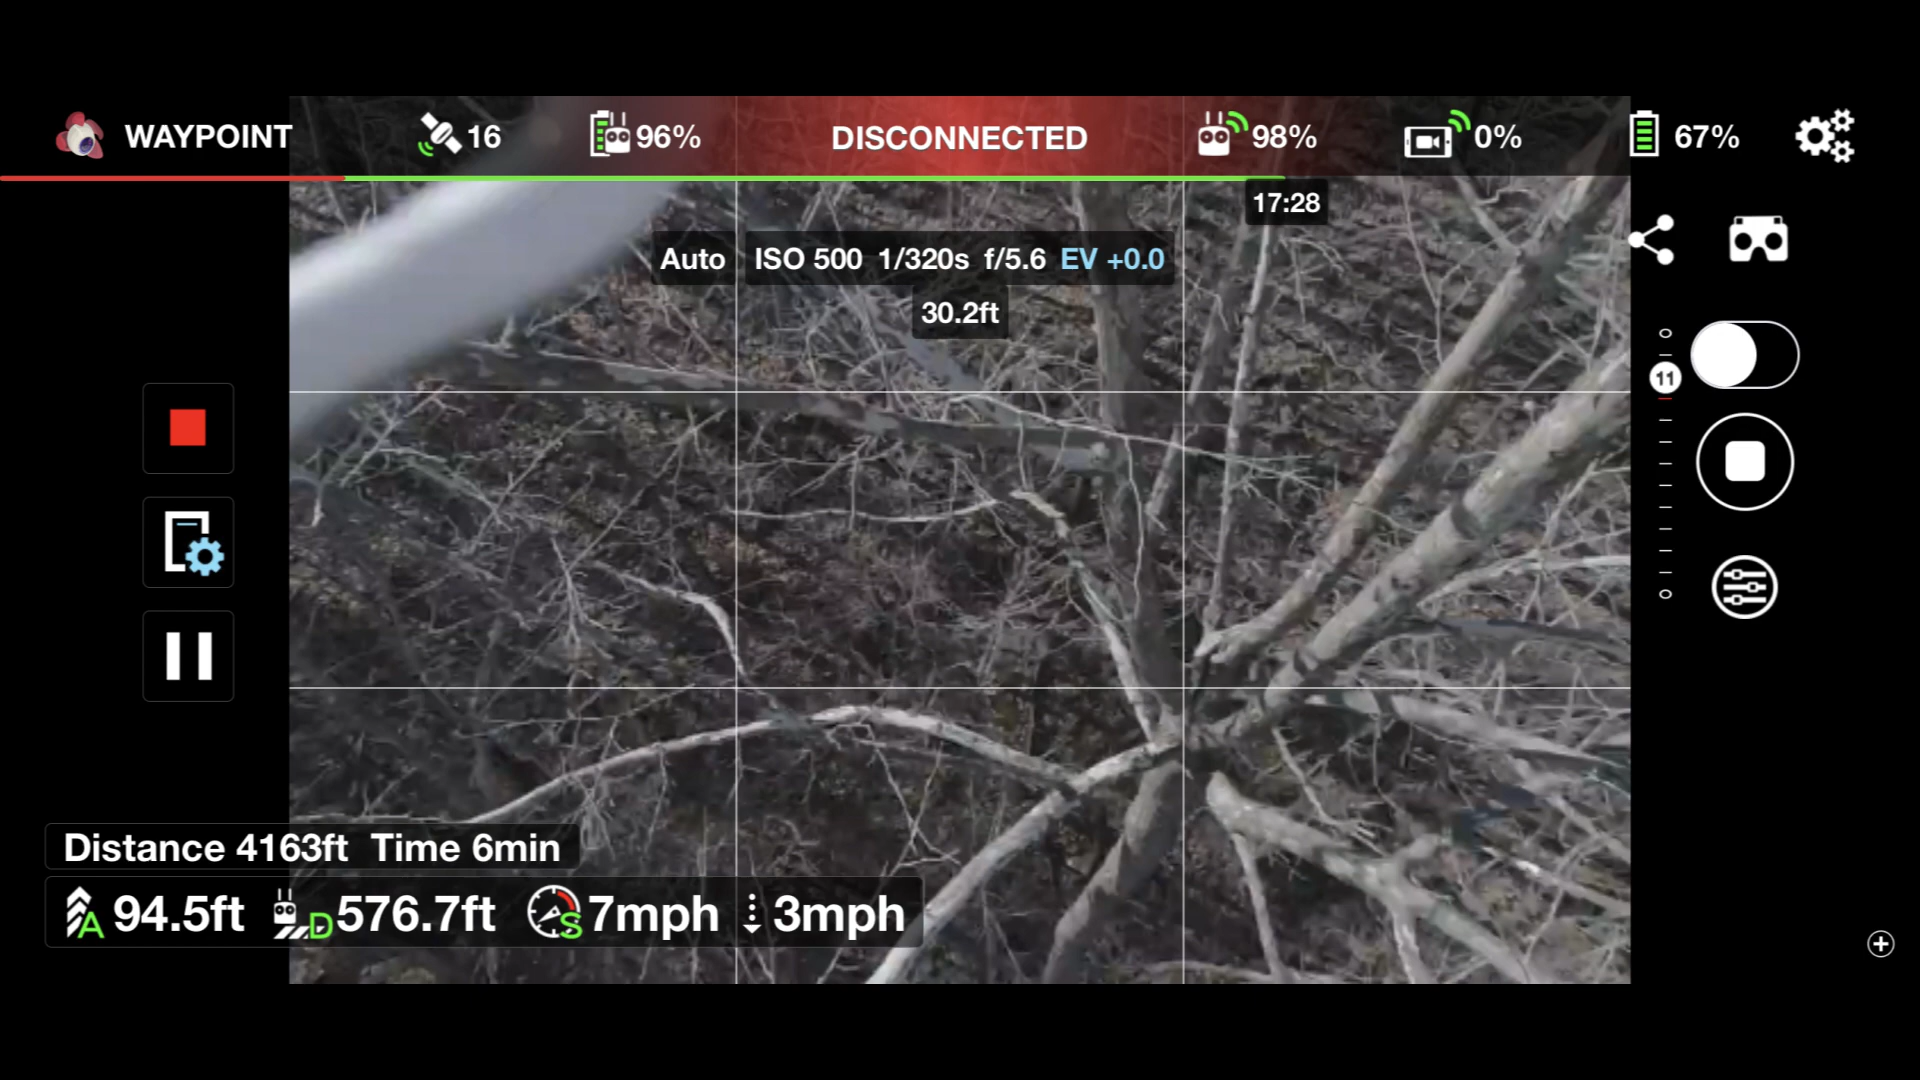 WAYPOINT 16 96% DISCONNECTED 98% 0% 67%
17:28
Auto ISO 500 1/320s f/5.6 EV +0.0
30.2ft
11
Distance 4163ft Time 6min
A 94.5ft D 576.7ft S 7mph 3mph